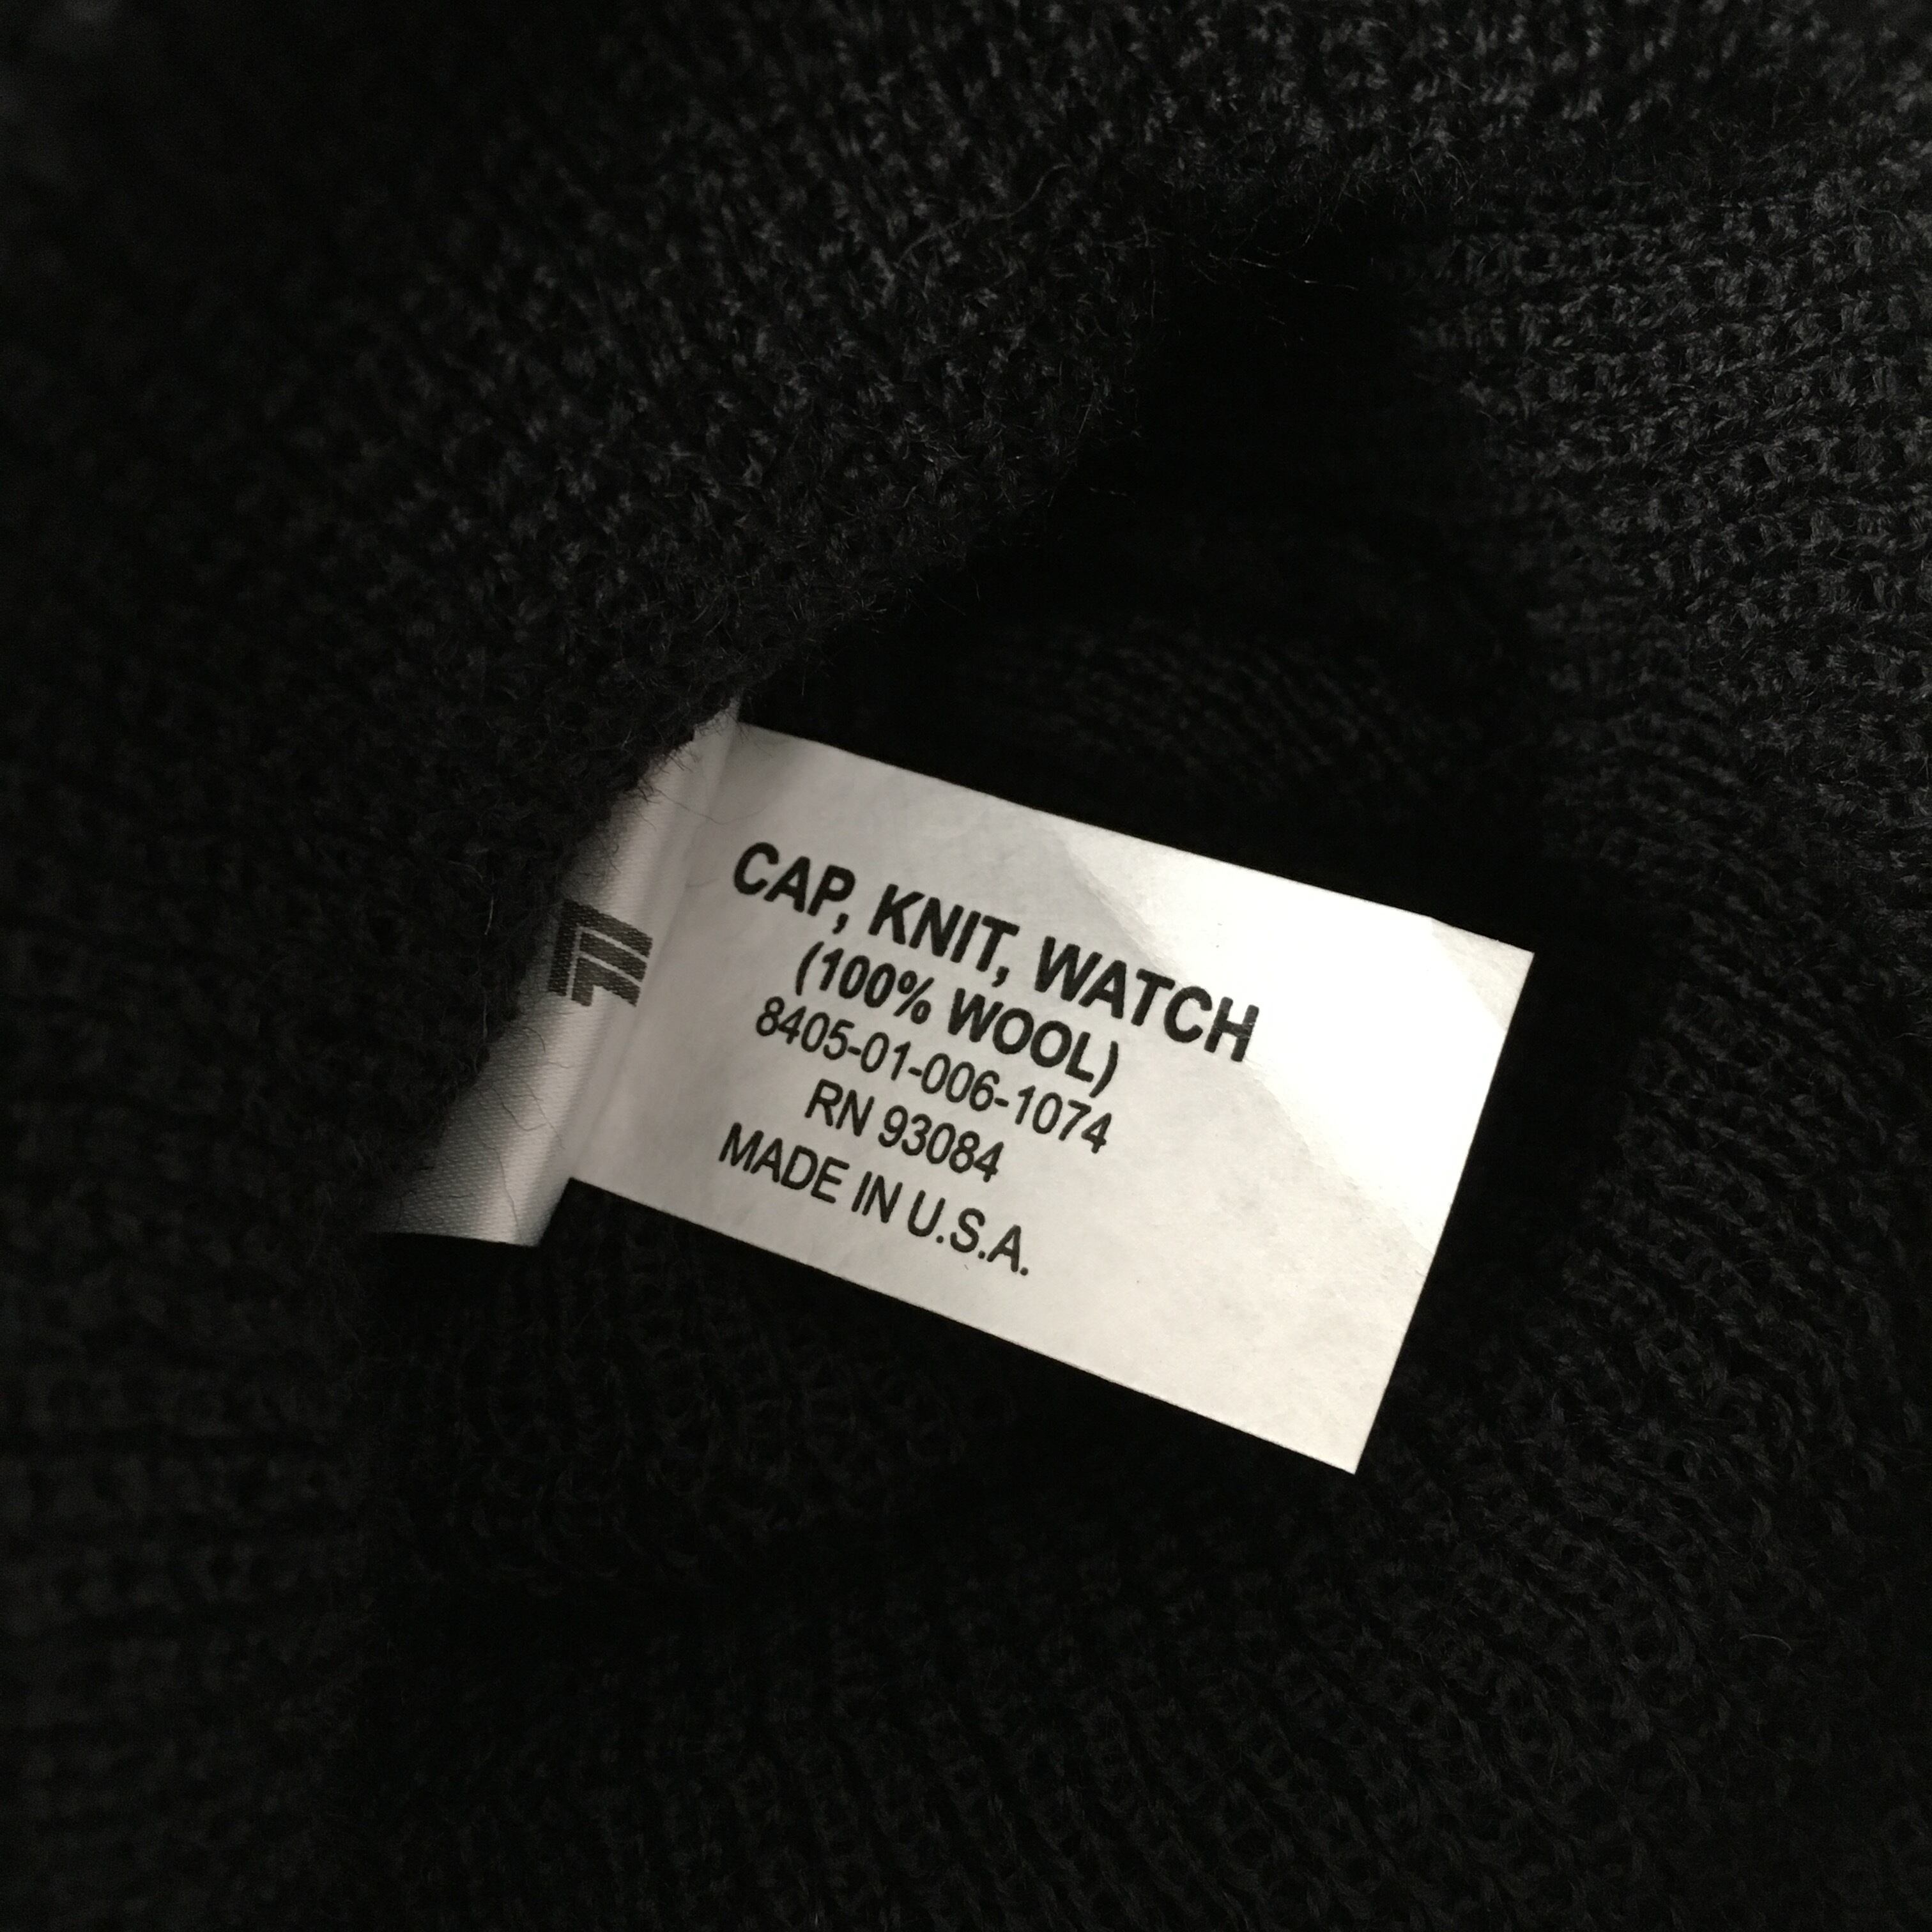 CAP, KNIT, WATCH
(100% WOOL)
8405-01-006-1074
RN 93084
MADE IN U.S.A.